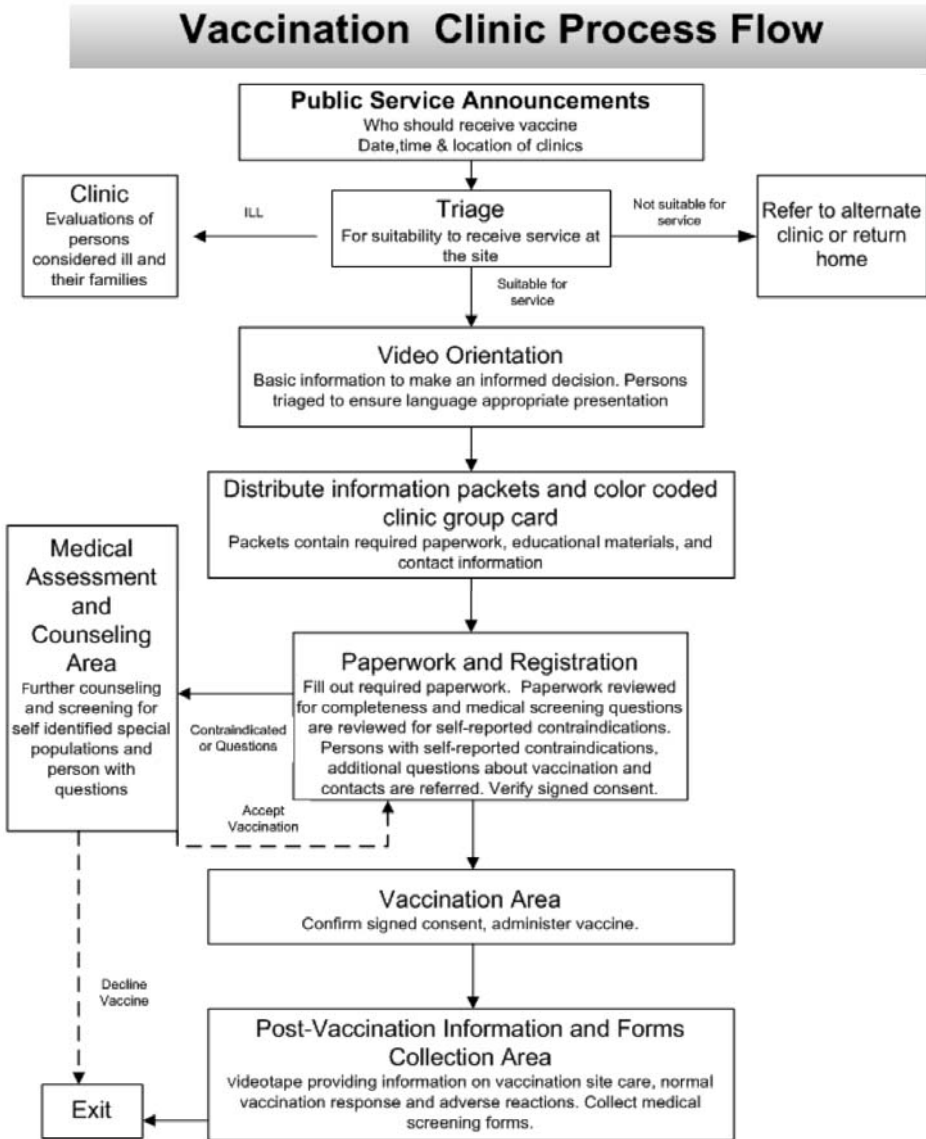 Vaccination Clinic Process Flow
Public Service Announcements
Who should receive vaccine
Date,time & location of clinics
Clinic
Evaluations of
persons
considered ill and
their families
ILL
Triage
For suitability to receive service at
the site
Not suitable for
service
Refer to alternate
clinic or return
home
Suitable for
service
Video Orientation
Basic information to make an informed decision. Persons
triaged to ensure language appropriate presentation
Distribute information packets and color coded
clinic group card
Packets contain required paperwork, educational materials, and
contact information
Medical
Assessment
and
Counseling
Area
Further counseling
and screening for
self identified special
populations and
person with
questions
Contraindicated
or Questions
Paperwork and Registration
Fill out required paperwork. Paperwork reviewed
for completeness and medical screening questions
are reviewed for self-reported contraindications.
Persons with self-reported contraindications,
additional questions about vaccination and
contacts are referred. Verify signed consent.
Accept
Vaccination
Vaccination Area
Confirm signed consent, administer vaccine.
Decline
Vaccine
Post-Vaccination Information and Forms
Collection Area
Videotape providing information on vaccination site care, normal
vaccination response and adverse reactions. Collect medical
screening forms.
Exit